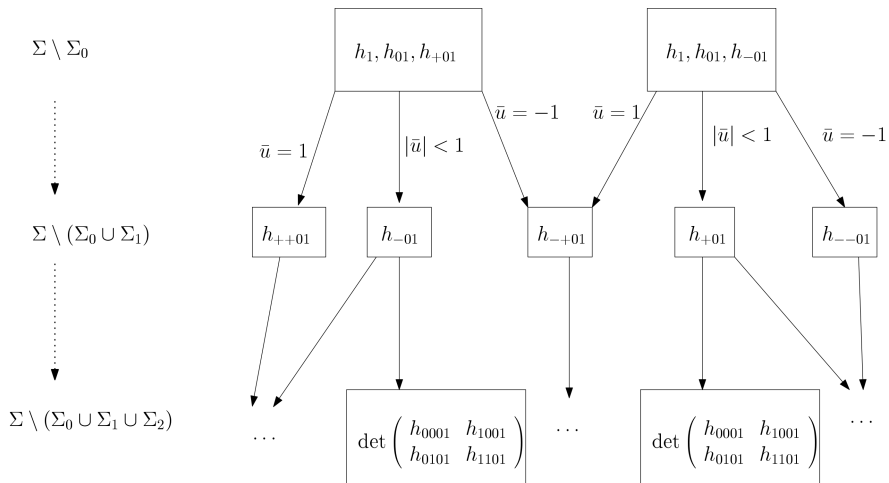 Σ \ Σ₀
h₁, h₀₁, h₊₀₁
h₁, h₀₁, h₋₀₁
ū = 1
|ū| < 1
ū = −1
ū = 1
|ū| < 1
ū = −1
Σ \ (Σ₀ ∪ Σ₁)
h₊₊₀₁
h₋₀₁
h₋₊₀₁
h₊₀₁
h₋₋₀₁
Σ \ (Σ₀ ∪ Σ₁ ∪ Σ₂)
...
det ( h₀₀₀₁ h₁₀₀₁
h₀₁₀₁ h₁₁₀₁ )
...
det ( h₀₀₀₁ h₁₀₀₁
h₀₁₀₁ h₁₁₀₁ )
...